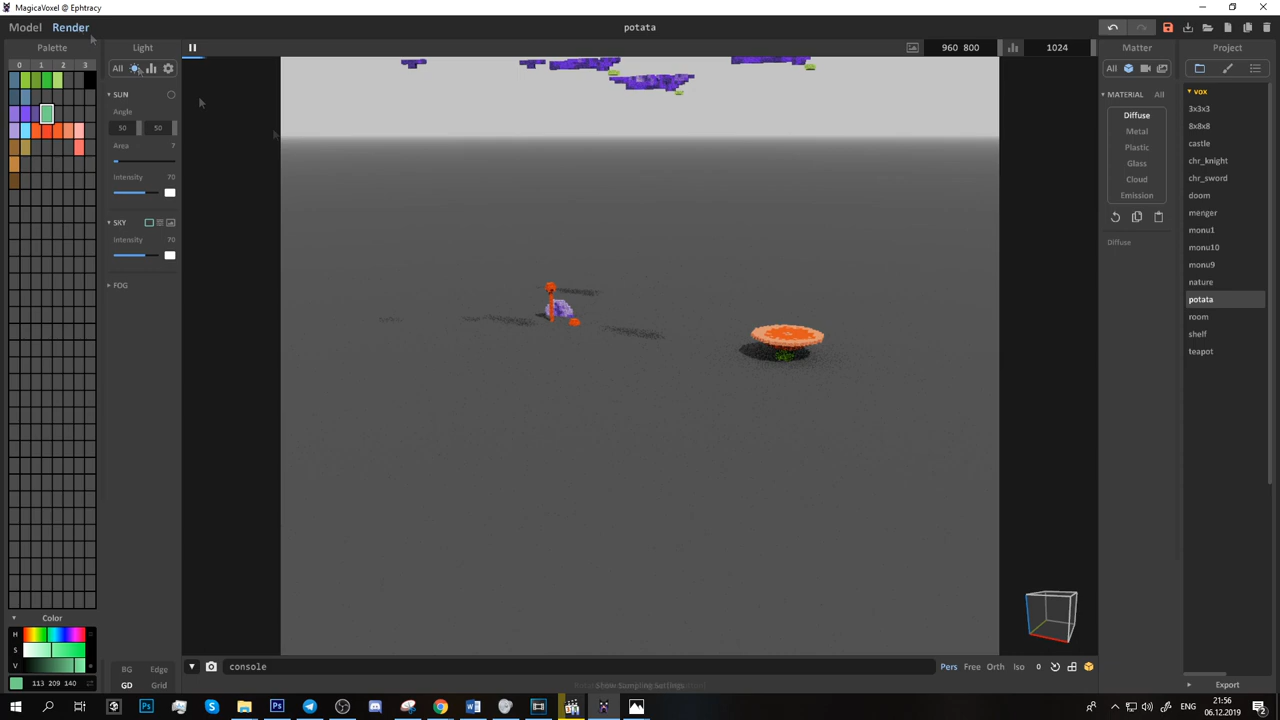 MagicaVoxel @ Ephtracy
Model Render
potata
Palette
0 1 2 3
Color
H
S
V
113 209 140
Light
All
SUN
Angle
50 50
Area 7
Intensity 70
SKY
Intensity 70
FOG
BG Edge
GD Grid
960 800
1024
console
Pers Free Orth Iso 0
Matter
All
MATERIAL All
Diffuse
Metal
Plastic
Glass
Cloud
Emission
Diffuse
Project
vox
3x3x3
8x8x8
castle
chr_knight
chr_sword
doom
menger
monu1
monu10
monu9
nature
potata
room
shelf
teapot
Export
ENG
21:56
06.12.2019
2